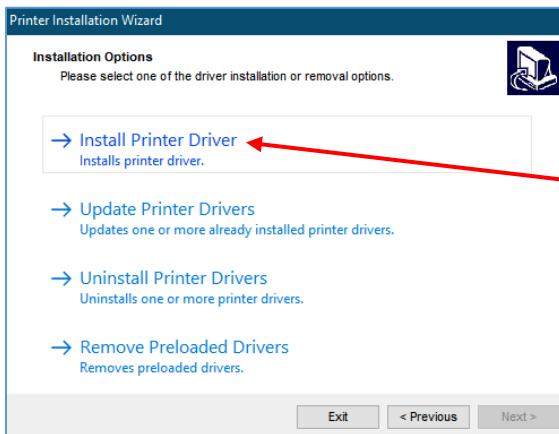 Printer Installation Wizard
Installation Options
Please select one of the driver installation or removal options.
Install Printer Driver
Installs printer driver.
Update Printer Drivers
Updates one or more already installed printer drivers.
Uninstall Printer Drivers
Uninstalls one or more printer drivers.
Remove Preloaded Drivers
Removes preloaded drivers.
Exit < Previous Next >